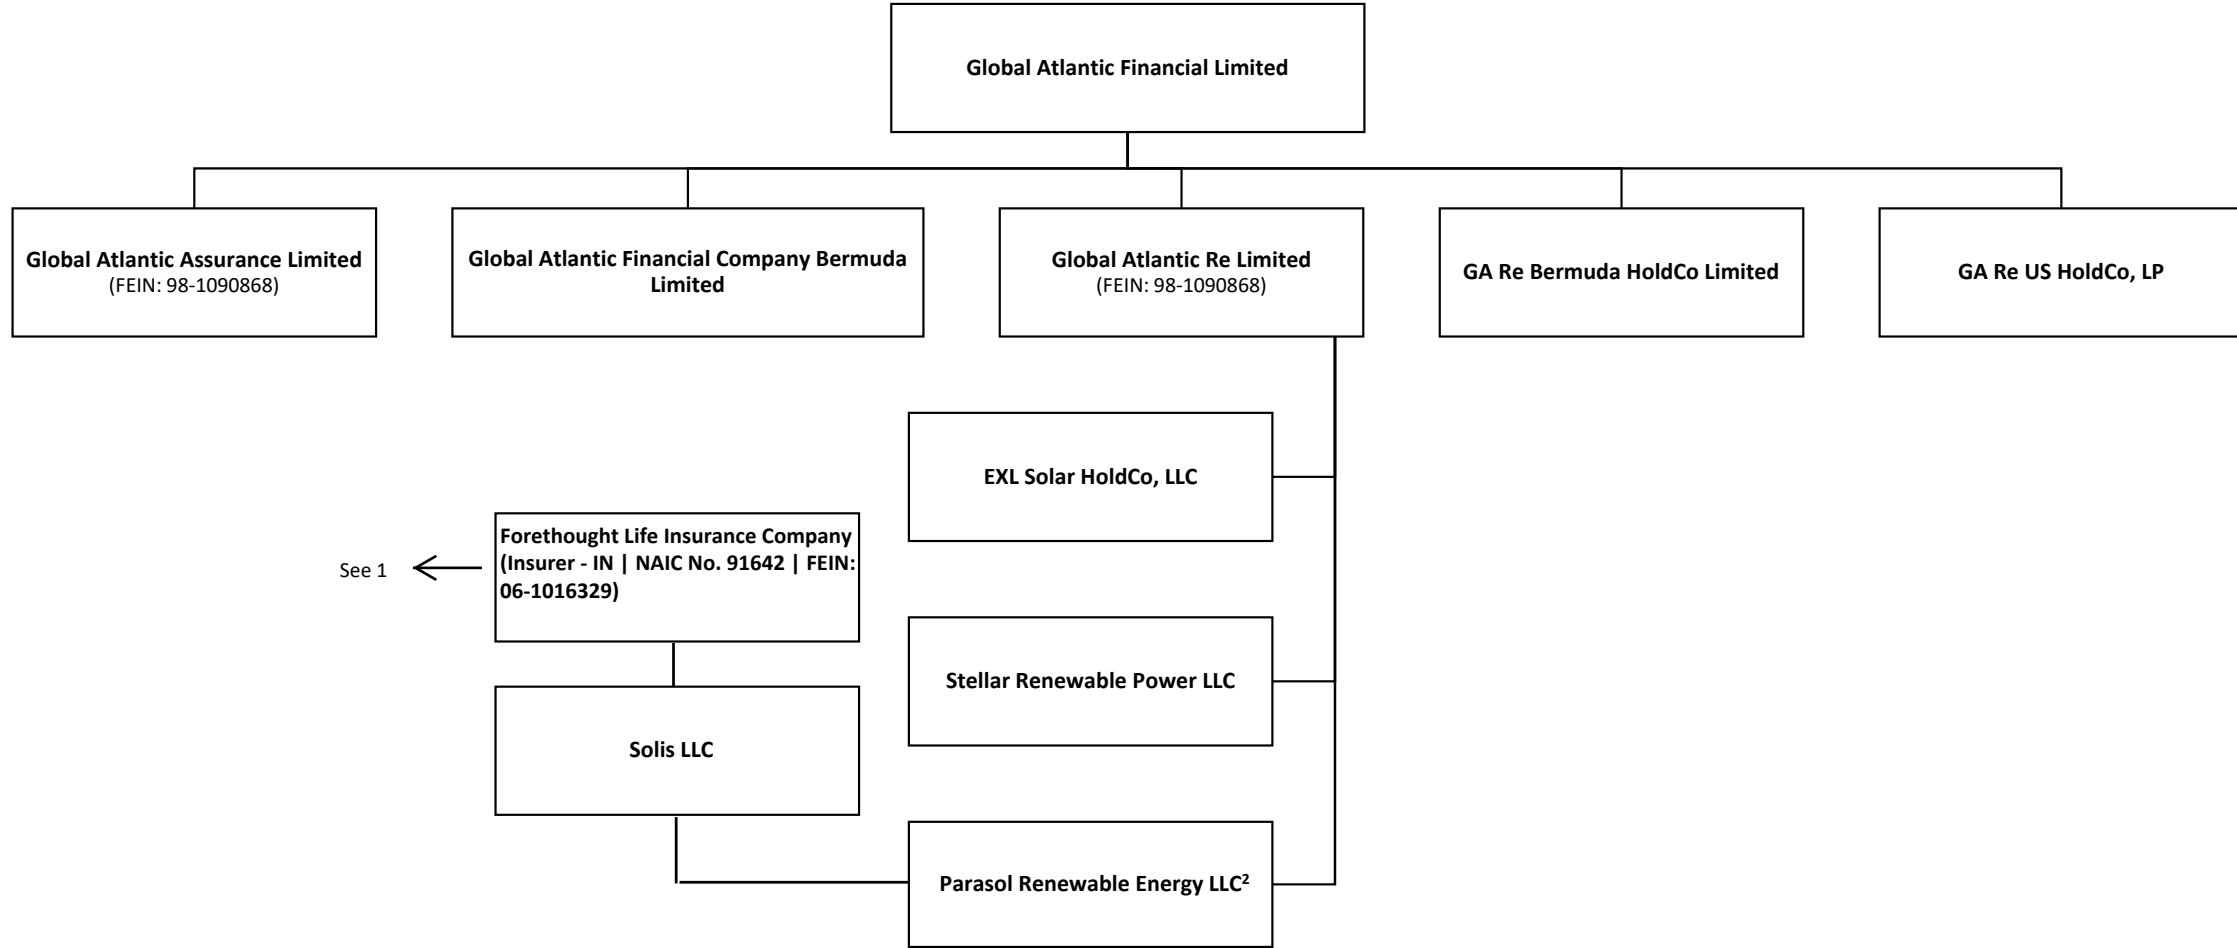 Global Atlantic Financial Limited
Global Atlantic Assurance Limited
(FEIN: 98-1090868)
Global Atlantic Financial Company Bermuda
Limited
Global Atlantic Re Limited
(FEIN: 98-1090868)
GA Re Bermuda HoldCo Limited
GA Re US HoldCo, LP
EXL Solar HoldCo, LLC
Forethought Life Insurance Company
(Insurer - IN | NAIC No. 91642 | FEIN:
06-1016329)
See 1
Stellar Renewable Power LLC
Solis LLC
Parasol Renewable Energy LLC²